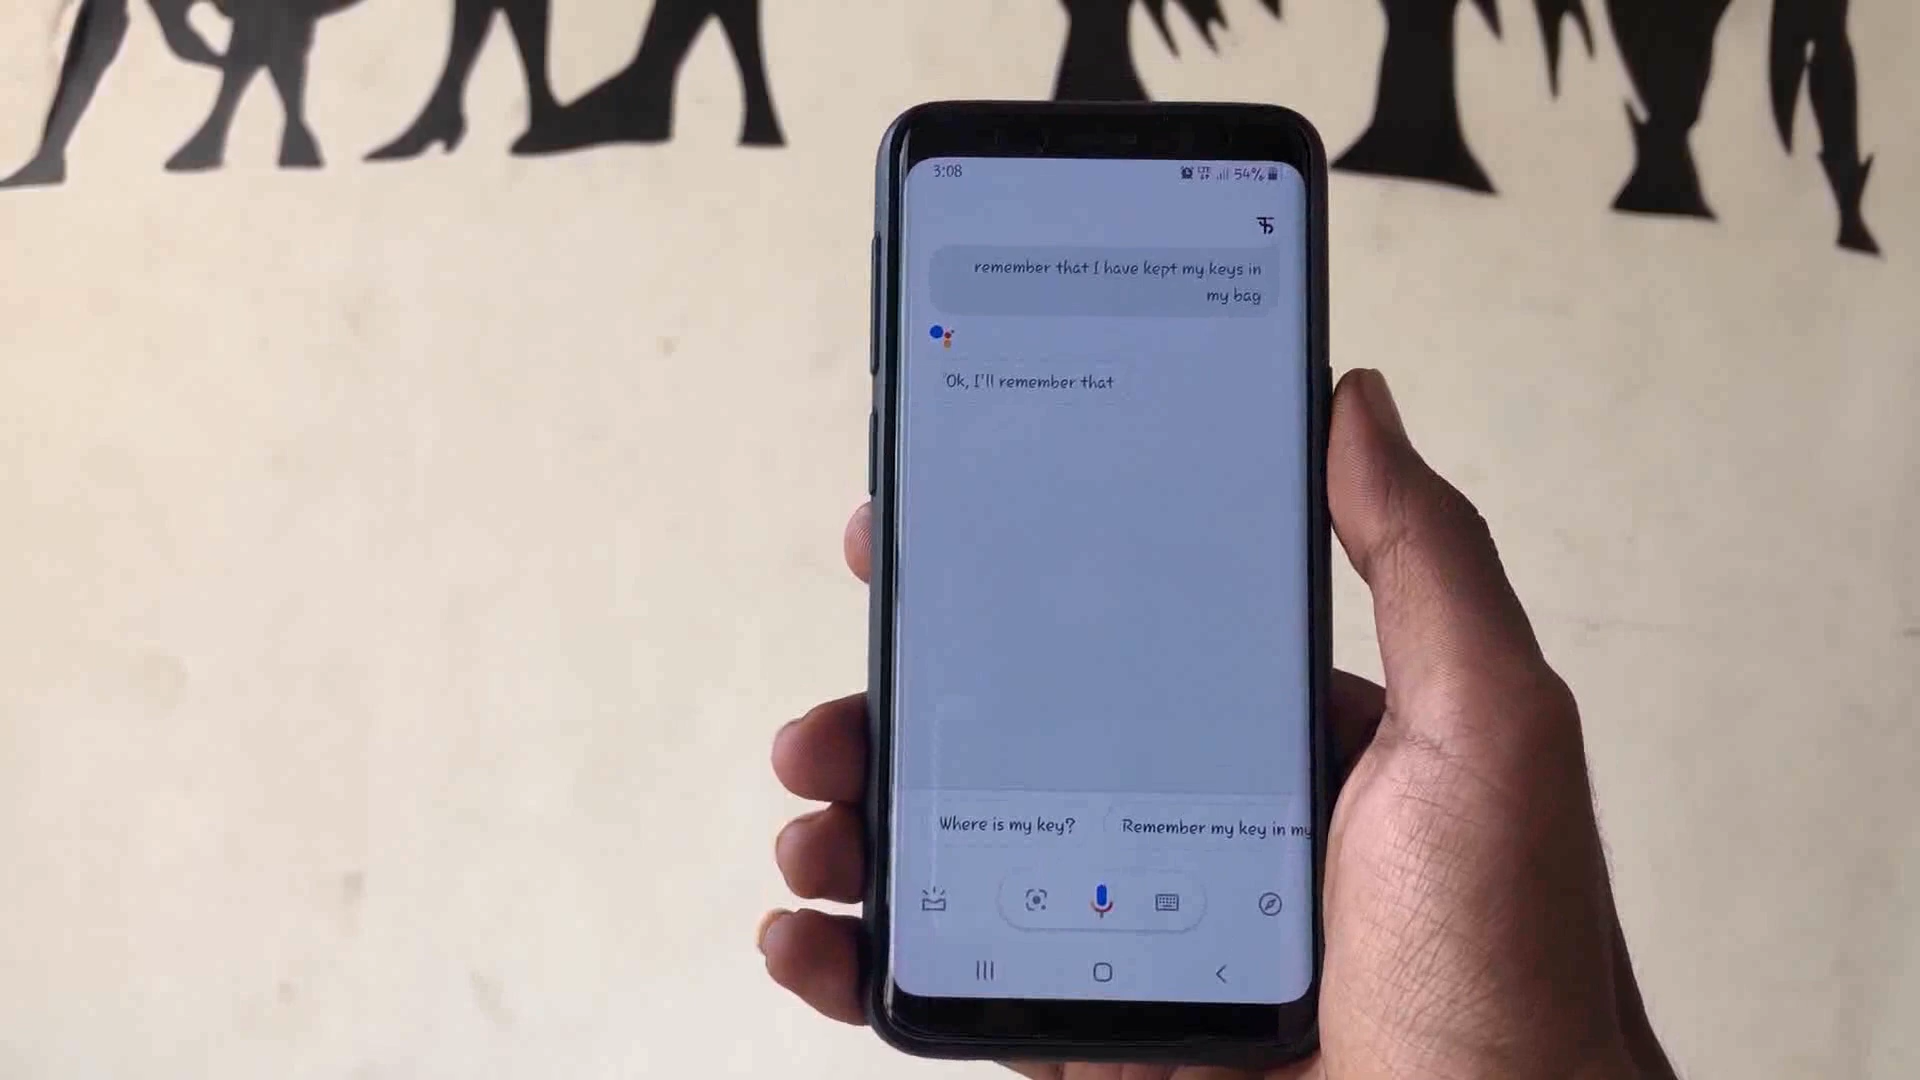 3:08 LTE 54%
क
remember that I have kept my keys in
my bag
Ok, I'll remember that
Where is my key? Remember my key in my